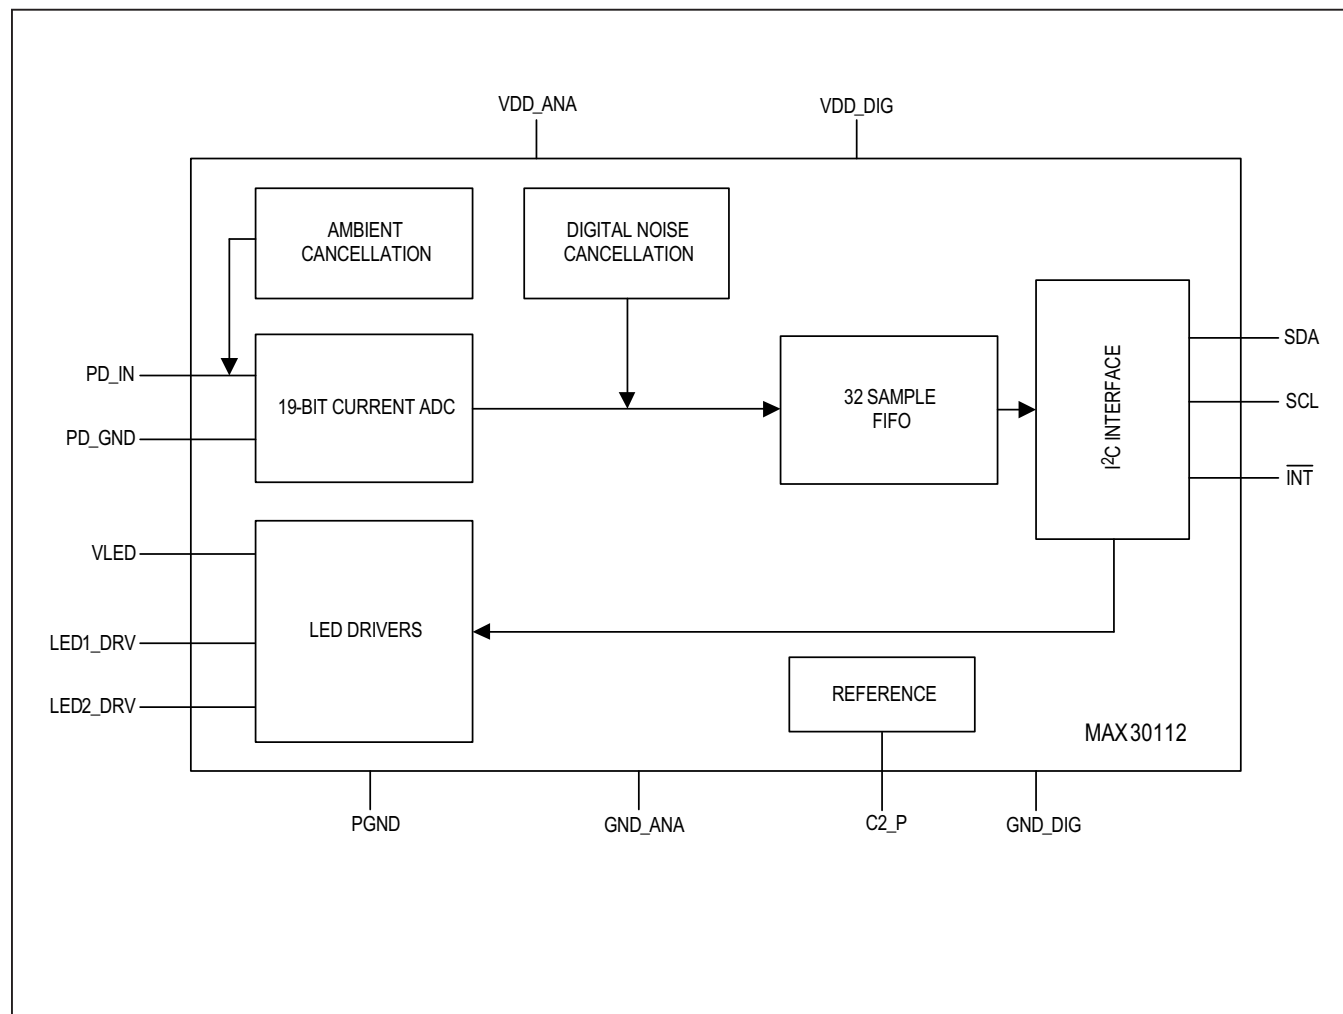 VDD_ANA
VDD_DIG
AMBIENT
CANCELLATION
DIGITAL NOISE
CANCELLATION
PD_IN
PD_GND
19-BIT CURRENT ADC
32 SAMPLE
FIFO
I²C INTERFACE
SDA
SCL
I̅N̅T̅
VLED
LED1_DRV
LED2_DRV
LED DRIVERS
REFERENCE
MAX30112
PGND
GND_ANA
C2_P
GND_DIG